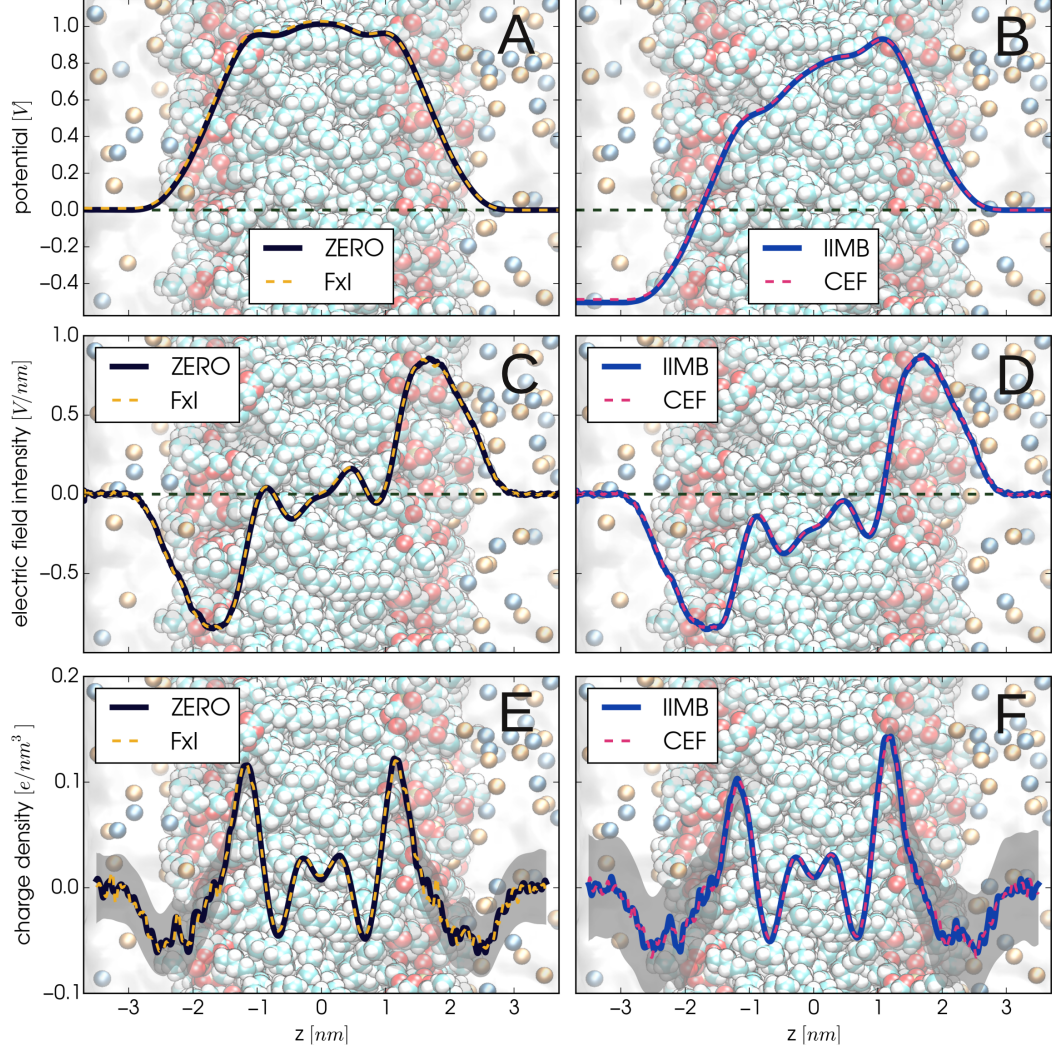 A
B
1.0
0.8
0.6
0.4
0.2
0.0
−0.2
−0.4
potential [V]
ZERO
FxI
IIMB
CEF
C
D
1.0
0.5
0.0
−0.5
electric field intensity [V/nm]
ZERO
FxI
IIMB
CEF
E
F
0.2
0.1
0.0
−0.1
charge density [e/nm³]
ZERO
FxI
IIMB
CEF
−3 −2 −1 0 1 2 3
−3 −2 −1 0 1 2 3
z [nm]
z [nm]